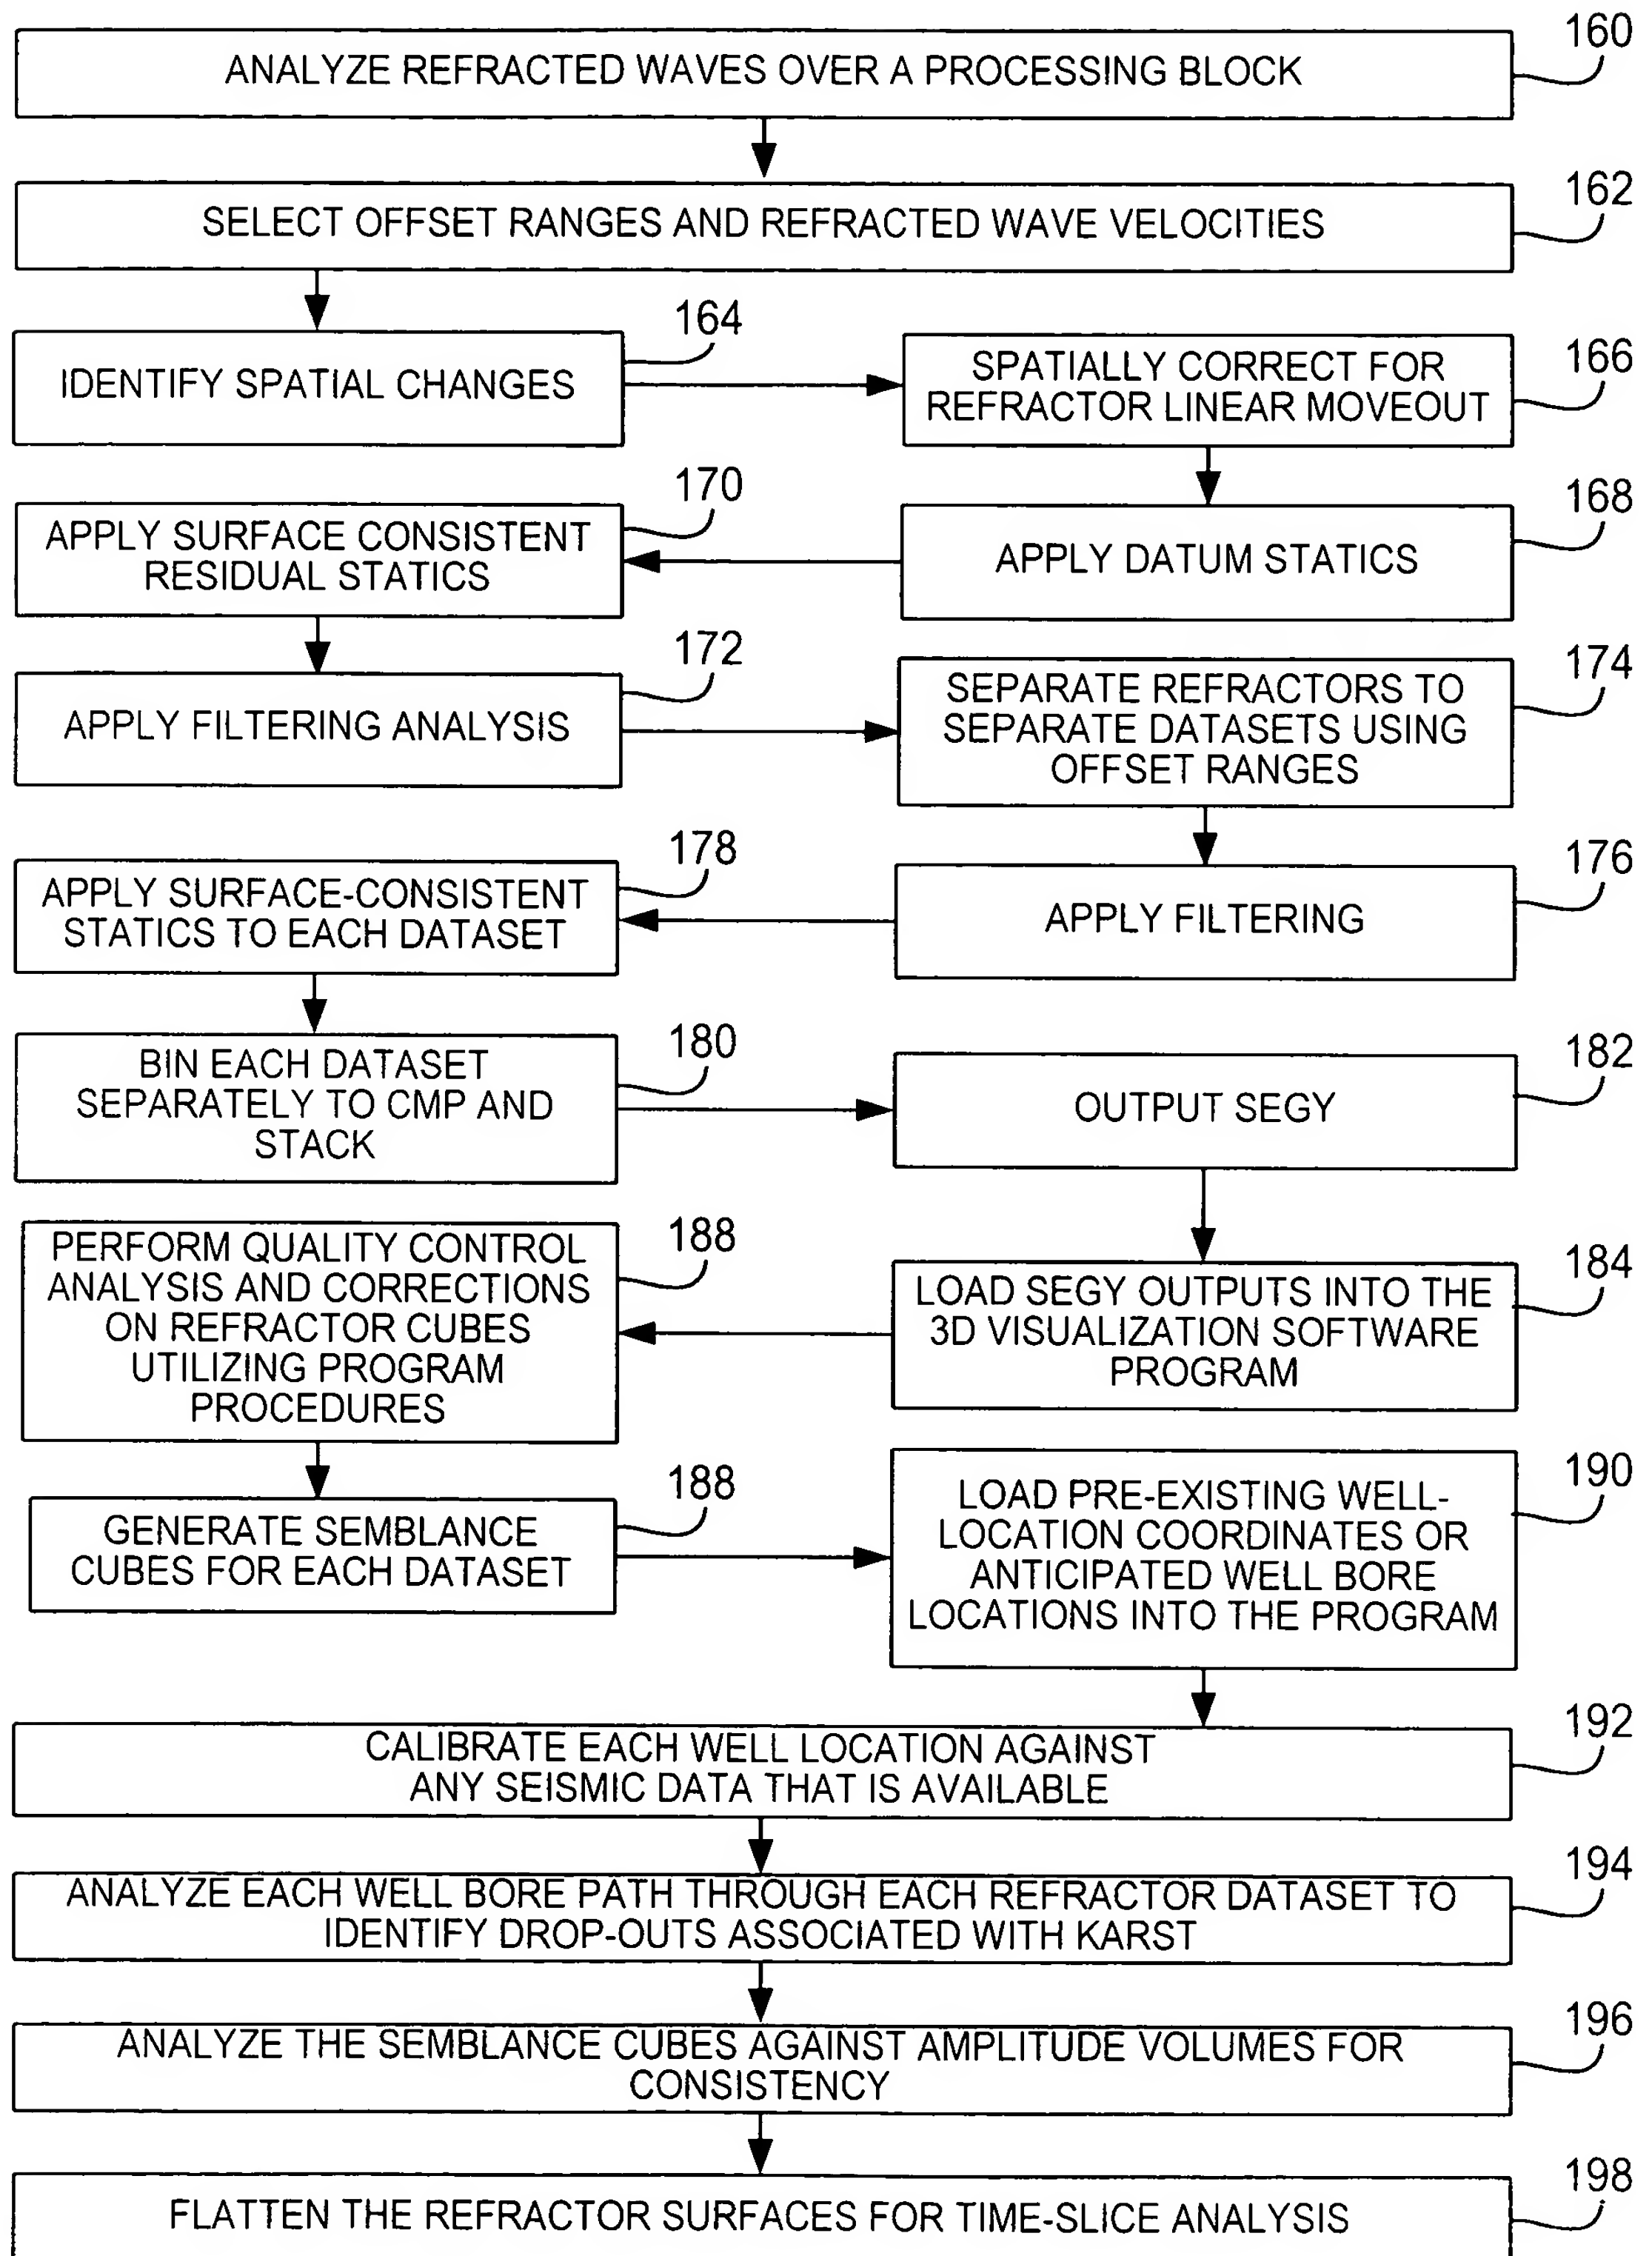 160
ANALYZE REFRACTED WAVES OVER A PROCESSING BLOCK
162
SELECT OFFSET RANGES AND REFRACTED WAVE VELOCITIES
164
IDENTIFY SPATIAL CHANGES
166
SPATIALLY CORRECT FOR
REFRACTOR LINEAR MOVEOUT
168
APPLY DATUM STATICS
170
APPLY SURFACE CONSISTENT
RESIDUAL STATICS
172
APPLY FILTERING ANALYSIS
174
SEPARATE REFRACTORS TO
SEPARATE DATASETS USING
OFFSET RANGES
176
APPLY FILTERING
178
APPLY SURFACE-CONSISTENT
STATICS TO EACH DATASET
180
BIN EACH DATASET
SEPARATELY TO CMP AND
STACK
182
OUTPUT SEGY
184
LOAD SEGY OUTPUTS INTO THE
3D VISUALIZATION SOFTWARE
PROGRAM
188
PERFORM QUALITY CONTROL
ANALYSIS AND CORRECTIONS
ON REFRACTOR CUBES
UTILIZING PROGRAM
PROCEDURES
188
GENERATE SEMBLANCE
CUBES FOR EACH DATASET
190
LOAD PRE-EXISTING WELL-
LOCATION COORDINATES OR
ANTICIPATED WELL BORE
LOCATIONS INTO THE PROGRAM
192
CALIBRATE EACH WELL LOCATION AGAINST
ANY SEISMIC DATA THAT IS AVAILABLE
194
ANALYZE EACH WELL BORE PATH THROUGH EACH REFRACTOR DATASET TO
IDENTIFY DROP-OUTS ASSOCIATED WITH KARST
196
ANALYZE THE SEMBLANCE CUBES AGAINST AMPLITUDE VOLUMES FOR
CONSISTENCY
198
FLATTEN THE REFRACTOR SURFACES FOR TIME-SLICE ANALYSIS